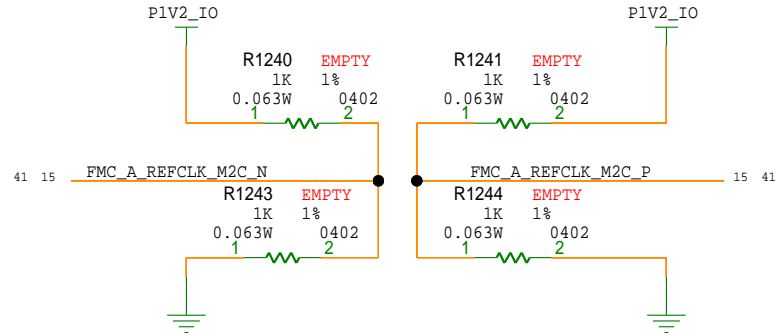 P1V2_IO P1V2_IO
R1240 EMPTY R1241 EMPTY
1K 1% 1K 1%
0.063W 0402 0.063W 0402
1 2 1 2
41 15 FMC_A_REFCLK_M2C_N FMC_A_REFCLK_M2C_P 15 41
R1243 EMPTY R1244 EMPTY
1K 1% 1K 1%
0.063W 0402 0.063W 0402
1 2 1 2